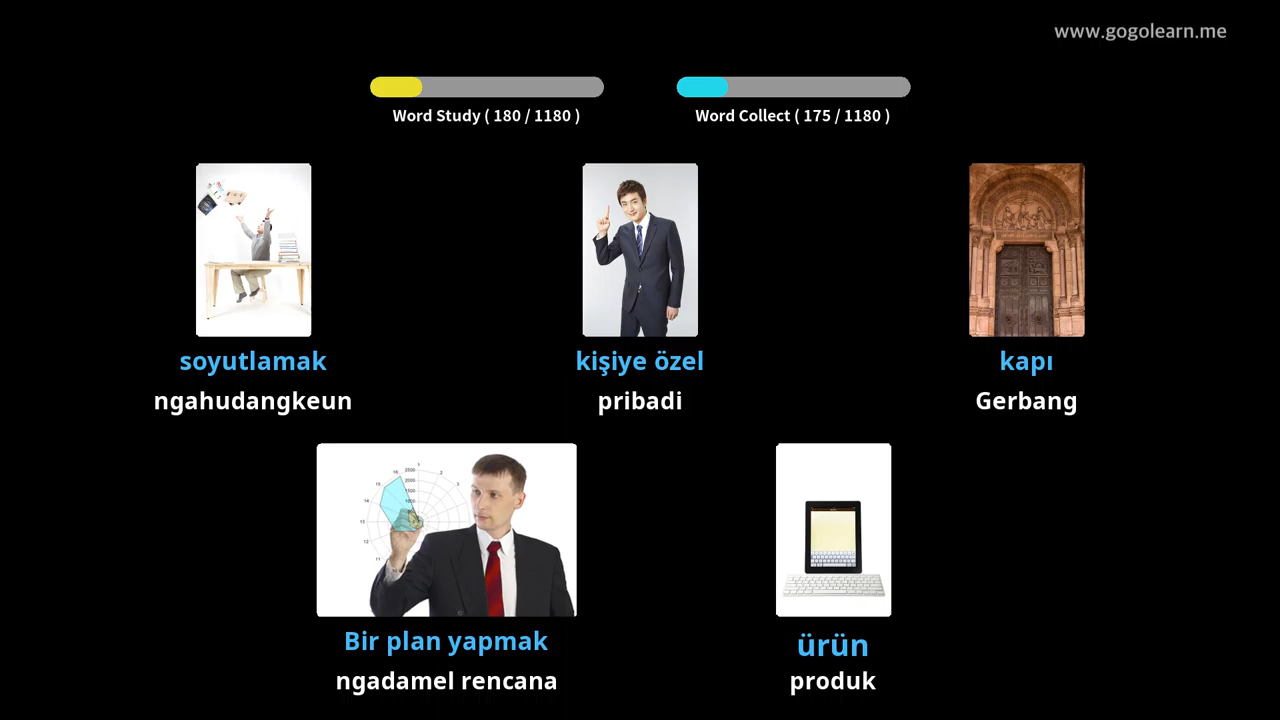 www.gogolearn.me
Word Study ( 180 / 1180 )
Word Collect ( 175 / 1180 )
soyutlamak
ngahudangkeun
kişiye özel
pribadi
kapı
Gerbang
Bir plan yapmak
ngadamel rencana
ürün
produk